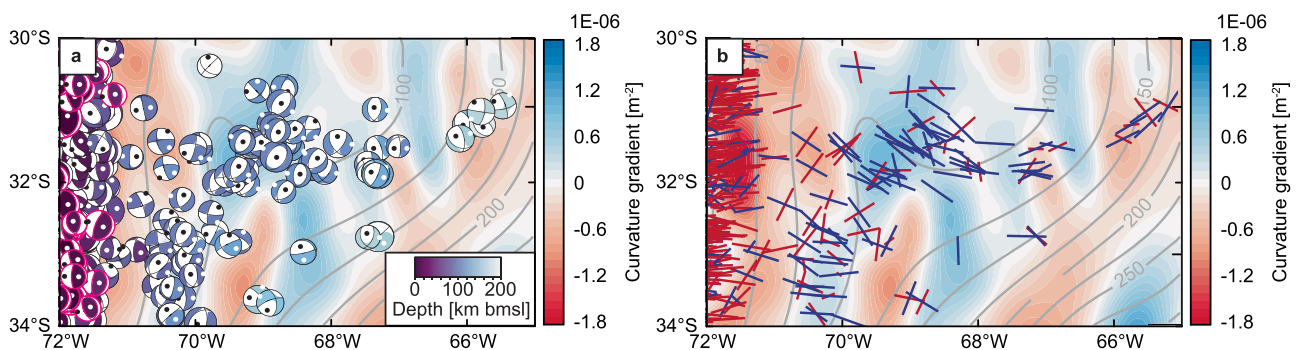 1E-06
1E-06
30°S
a
1.8
30°S
b
1.8
50
100
150
100
150
1.2
1.2
0.6
0.6
32°S
0
32°S
0
200
200
-0.6
-0.6
250
0 100 200
Depth [km bmsl]
-1.2
-1.2
34°S
-1.8
34°S
-1.8
72°W 70°W 68°W 66°W
72°W 70°W 68°W 66°W
Curvature gradient [m⁻²]
Curvature gradient [m⁻²]